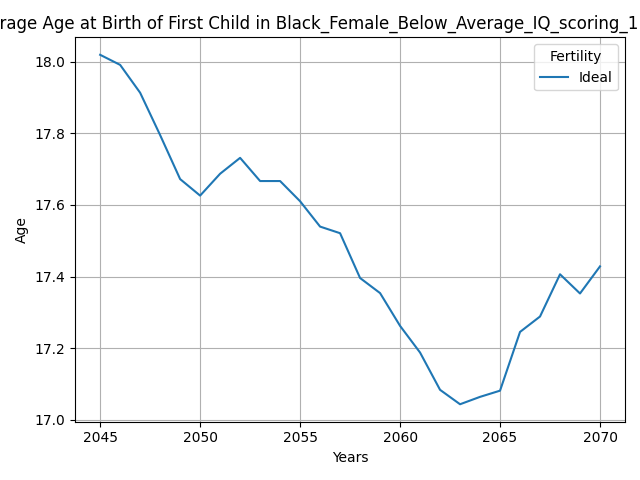 rage Age at Birth of First Child in Black_Female_Below_Average_IQ_scoring_1
Fertility
Ideal
18.0
17.8
17.6
17.4
17.2
17.0
Age
2045 2050 2055 2060 2065 2070
Years